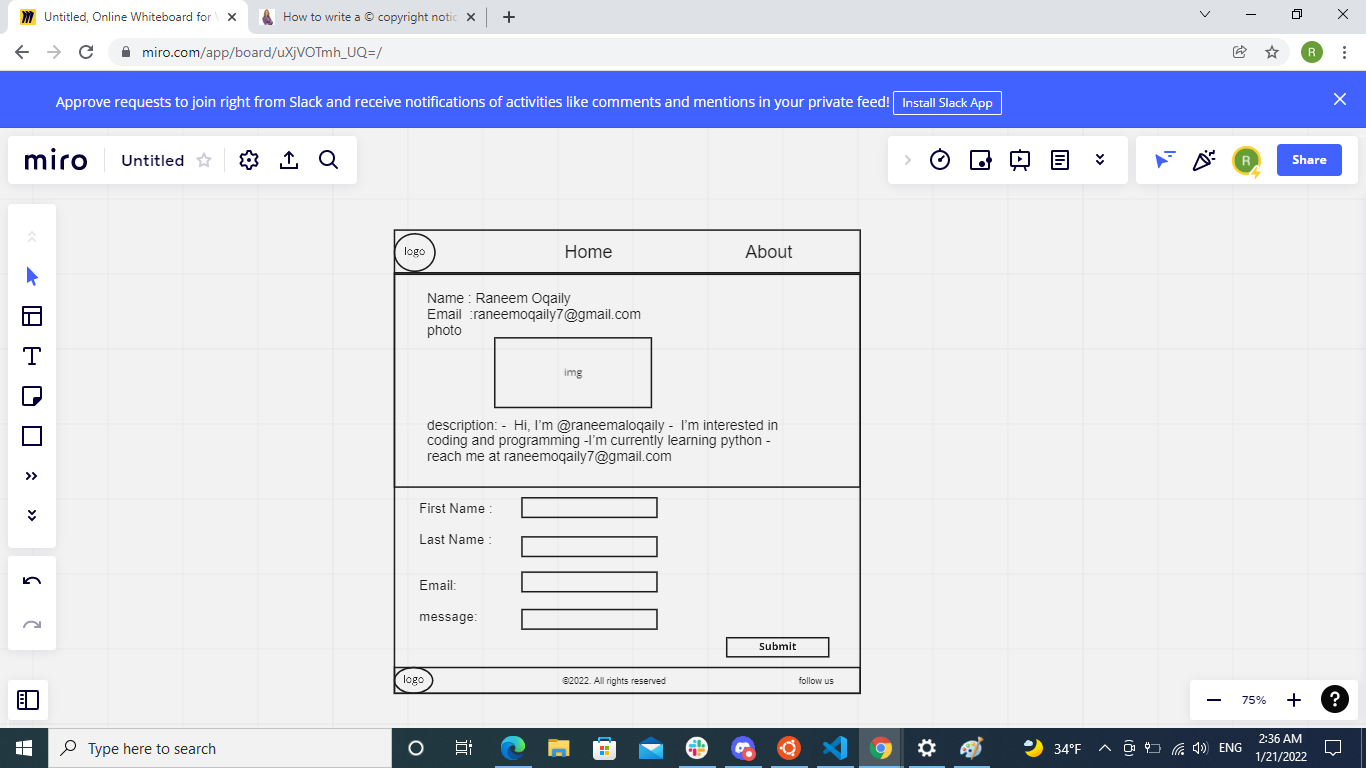 Untitled, Online Whiteboard for
How to write a © copyright notic
miro.com/app/board/uXjVOTmh_UQ=/
R
Approve requests to join right from Slack and receive notifications of activities like comments and mentions in your private feed! Install Slack App
miro Untitled
R
Share
logo Home About
Name : Raneem Oqaily
Email :raneemoqaily7@gmail.com
photo
img
description: - Hi, I'm @raneemaloqaily - I'm interested in
coding and programming -I'm currently learning python -
reach me at raneemoqaily7@gmail.com
First Name :
Last Name :
Email:
message:
Submit
logo ©2022. All rights reserved follow us
75%
?
Type here to search
34°F
ENG
2:36 AM
1/21/2022